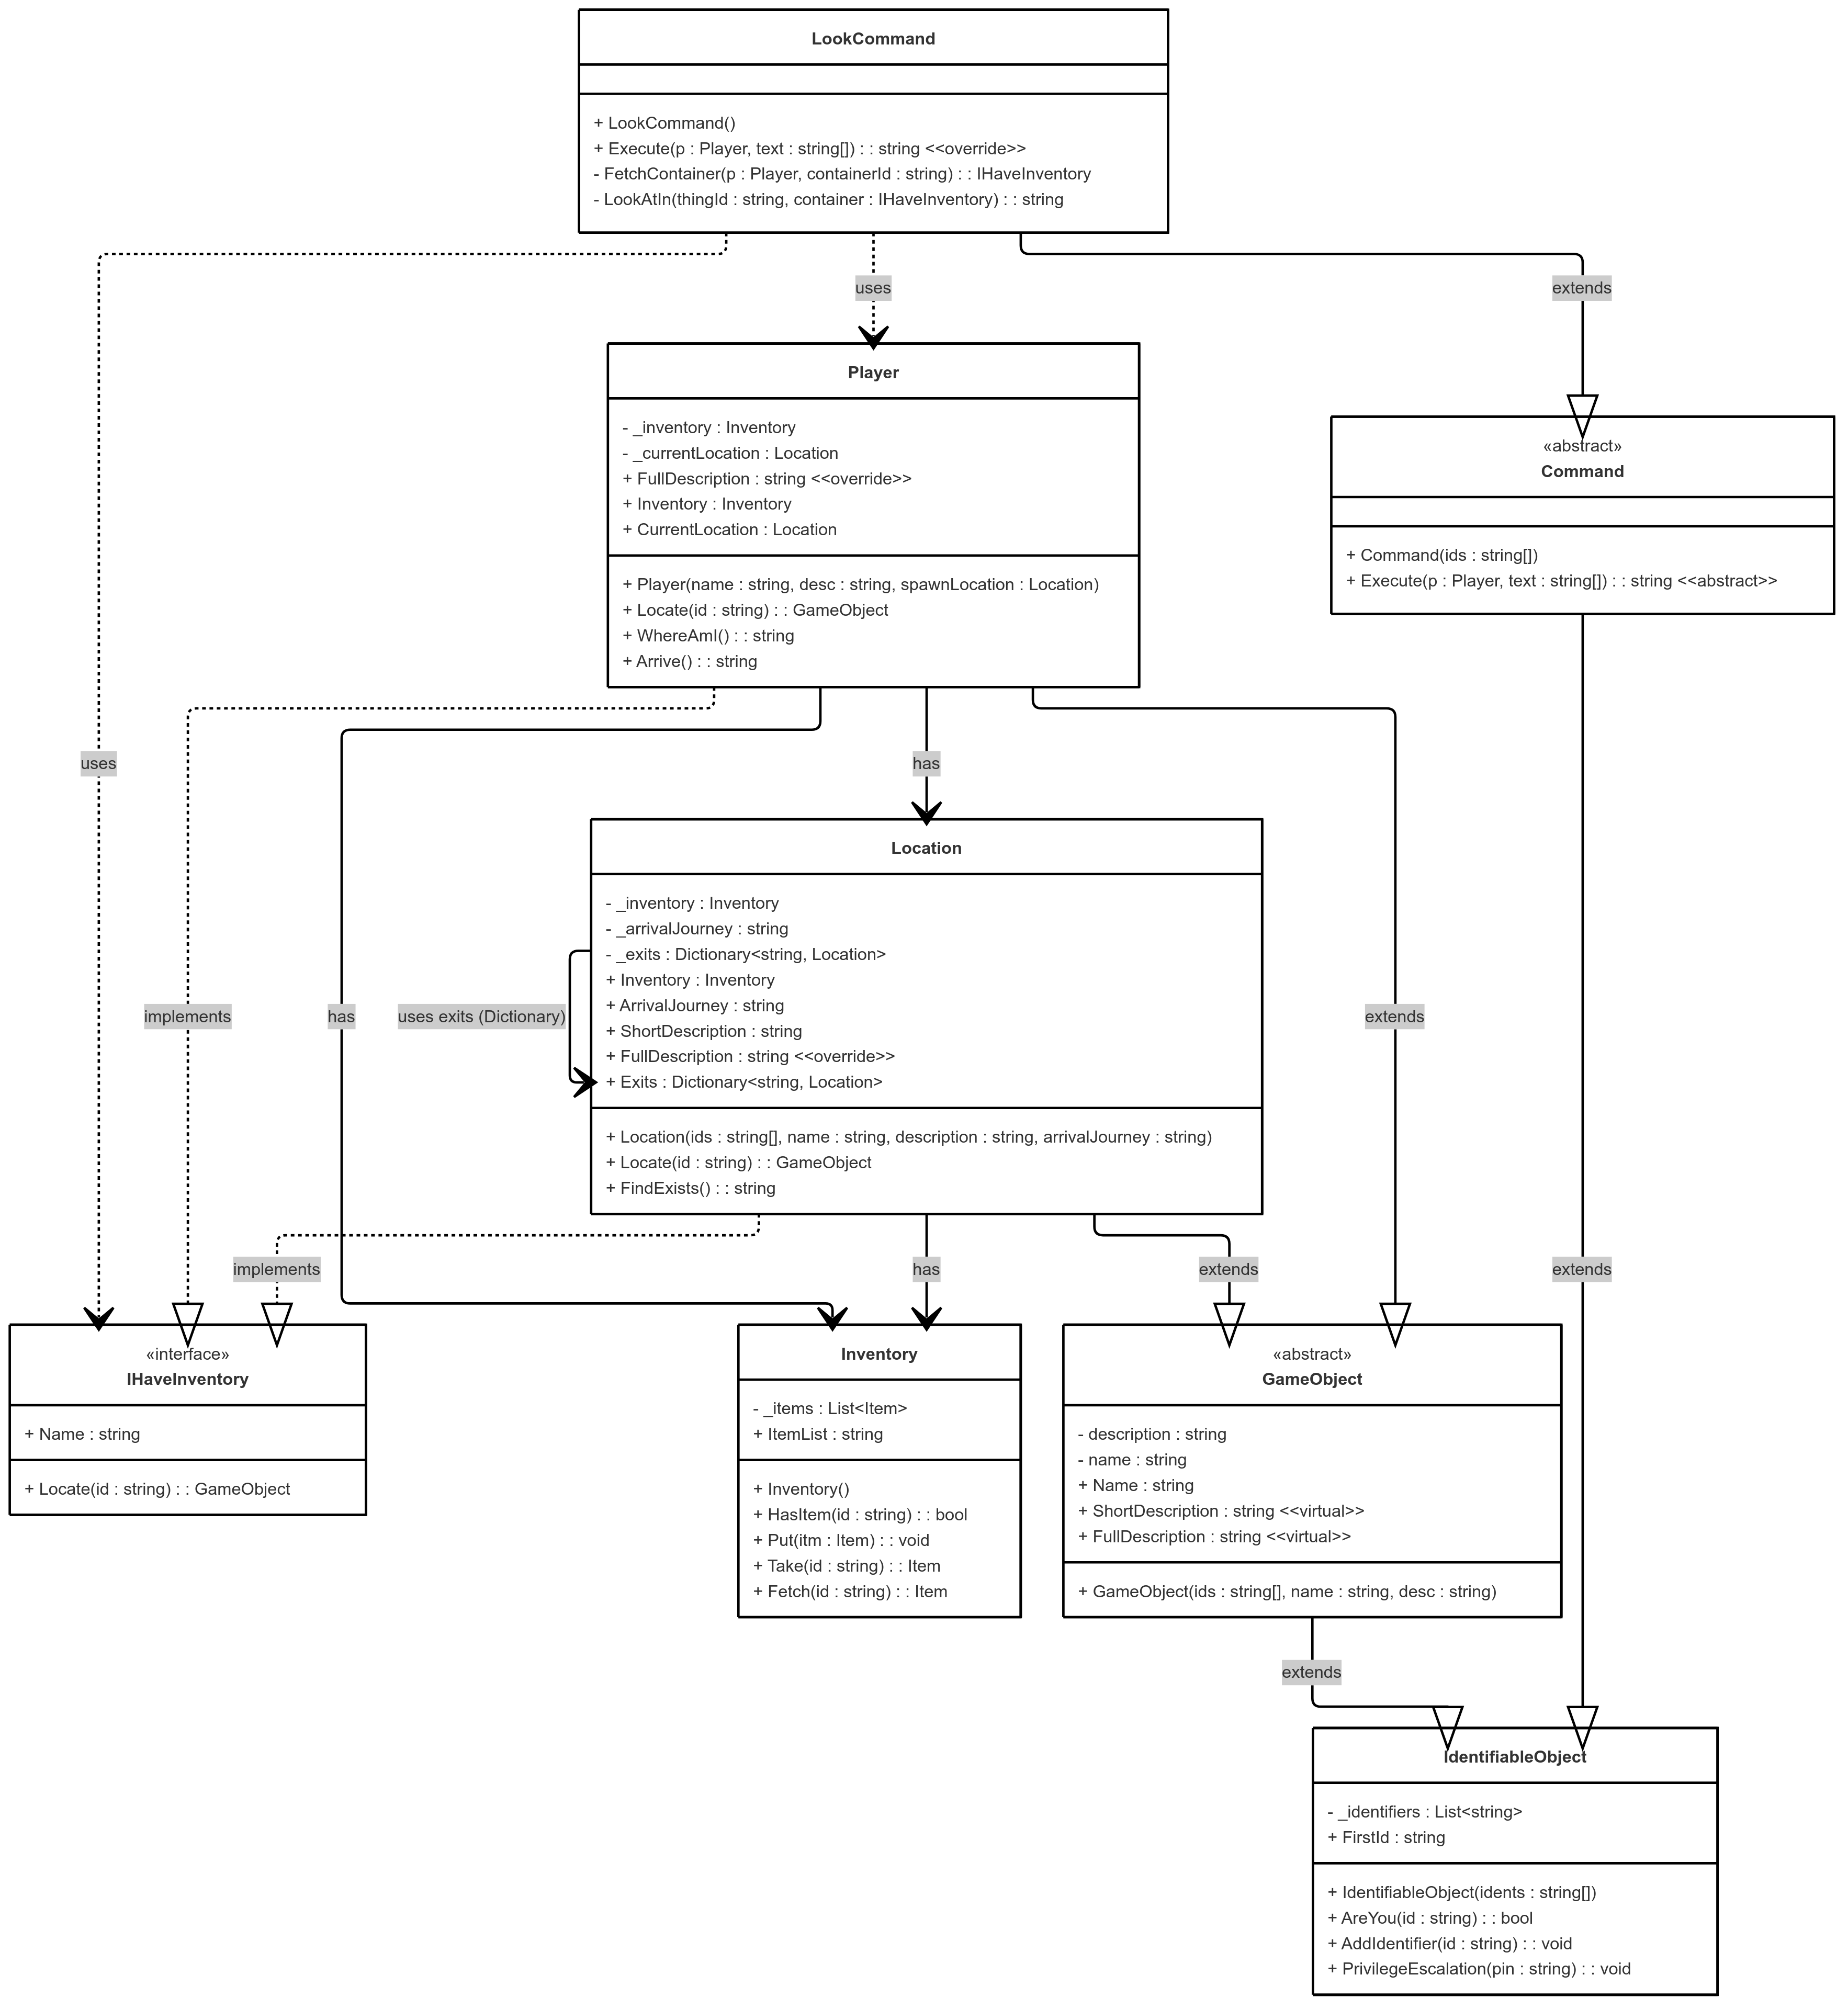 LookCommand
+ LookCommand()
+ Execute(p : Player, text : string[]) : : string <<override>>
- FetchContainer(p : Player, containerId : string) : : IHaveInventory
- LookAtIn(thingId : string, container : IHaveInventory) : : string
uses
extends
Player
- _inventory : Inventory
- _currentLocation : Location
+ FullDescription : string <<override>>
+ Inventory : Inventory
+ CurrentLocation : Location
+ Player(name : string, desc : string, spawnLocation : Location)
+ Locate(id : string) : : GameObject
+ WhereAmI() : : string
+ Arrive() : : string
«abstract»
Command
+ Command(ids : string[])
+ Execute(p : Player, text : string[]) : : string <<abstract>>
uses
has
Location
- _inventory : Inventory
- _arrivalJourney : string
- _exits : Dictionary<string, Location>
+ Inventory : Inventory
+ ArrivalJourney : string
+ ShortDescription : string
+ FullDescription : string <<override>>
+ Exits : Dictionary<string, Location>
+ Location(ids : string[], name : string, description : string, arrivalJourney : string)
+ Locate(id : string) : : GameObject
+ FindExists() : : string
implements
has
uses exits (Dictionary)
extends
implements
has
extends
extends
«interface»
IHaveInventory
+ Name : string
+ Locate(id : string) : : GameObject
Inventory
- _items : List<Item>
+ ItemList : string
+ Inventory()
+ HasItem(id : string) : : bool
+ Put(itm : Item) : : void
+ Take(id : string) : : Item
+ Fetch(id : string) : : Item
«abstract»
GameObject
- description : string
- name : string
+ Name : string
+ ShortDescription : string <<virtual>>
+ FullDescription : string <<virtual>>
+ GameObject(ids : string[], name : string, desc : string)
extends
IdentifiableObject
- _identifiers : List<string>
+ FirstId : string
+ IdentifiableObject(idents : string[])
+ AreYou(id : string) : : bool
+ AddIdentifier(id : string) : : void
+ PrivilegeEscalation(pin : string) : : void